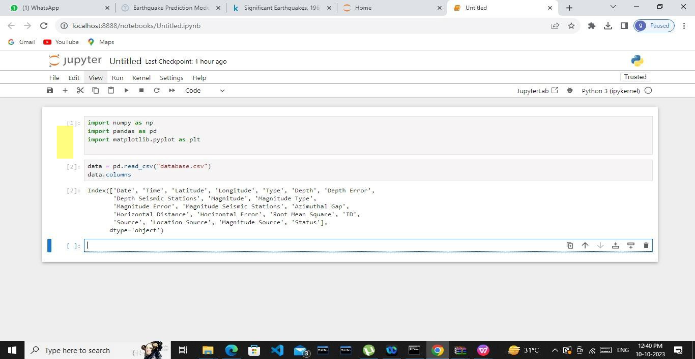 (1) WhatsApp
Earthquake Prediction Mode
Significant Earthquakes, 196
Home
Untitled
localhost:8888/notebooks/Untitled.ipynb
Paused
Gmail
YouTube
Maps
jupyter Untitled Last Checkpoint: 1 hour ago
File Edit View Run Kernel Settings Help
Trusted
Code
JupyterLab
Python 3 (ipykernel)
[1]: import numpy as np
import pandas as pd
import matplotlib.pyplot as plt
[2]: data = pd.read_csv("database.csv")
data.columns
[2]: Index(['Date', 'Time', 'Latitude', 'Longitude', 'Type', 'Depth', 'Depth Error',
'Depth Seismic Stations', 'Magnitude', 'Magnitude Type',
'Magnitude Error', 'Magnitude Seismic Stations', 'Azimuthal Gap',
'Horizontal Distance', 'Horizontal Error', 'Root Mean Square', 'ID',
'Source', 'Location Source', 'Magnitude Source', 'Status'],
dtype='object')
[ ]:
Type here to search
31°C
ENG
12:40 PM
10-10-2023